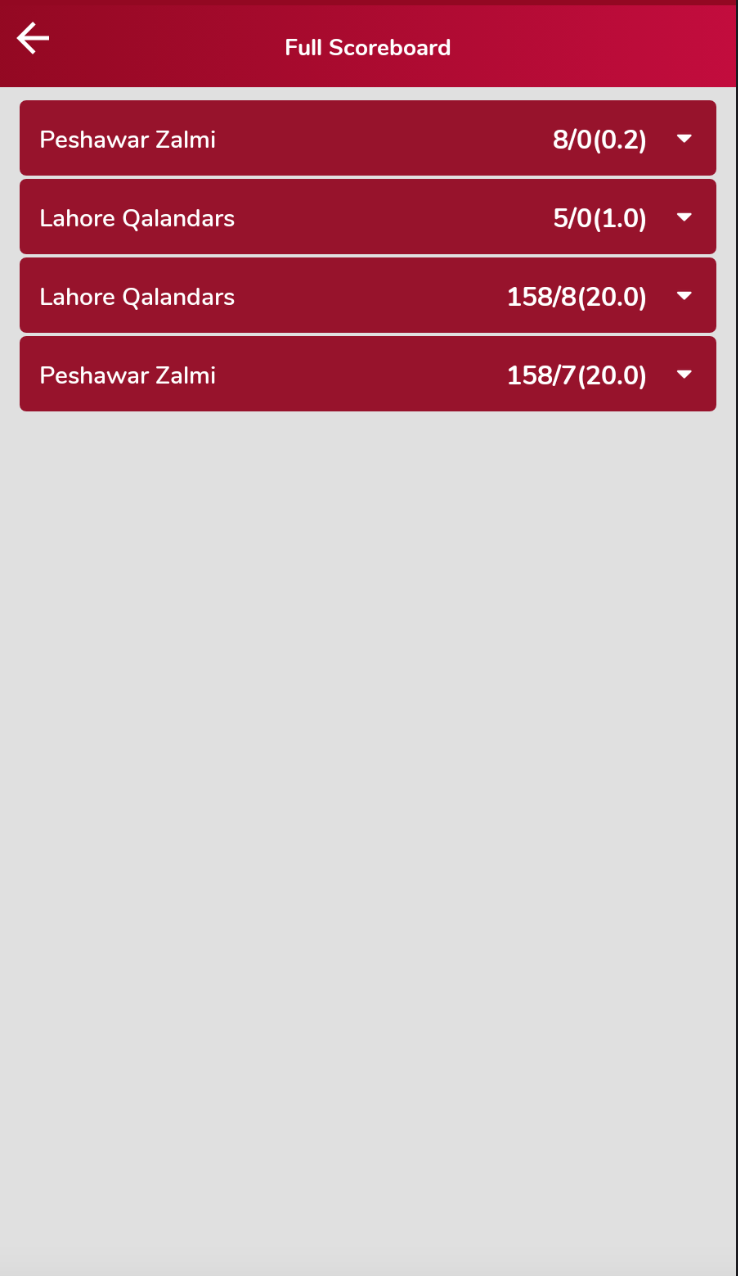 Full Scoreboard
Peshawar Zalmi 8/0(0.2)
Lahore Qalandars 5/0(1.0)
Lahore Qalandars 158/8(20.0)
Peshawar Zalmi 158/7(20.0)